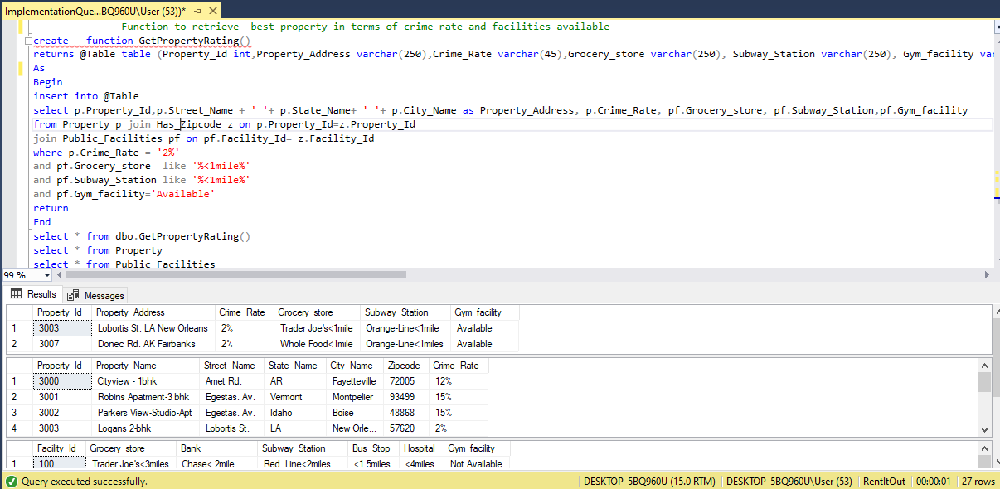 ImplementationQue...BQ960U\User (53))*
---------------Function to retrieve  best property in terms of crime rate and facilities available----------------------------------
create   function GetPropertyRating()
returns @Table table (Property_Id int,Property_Address varchar(250),Crime_Rate varchar(45),Grocery_store varchar(250), Subway_Station varchar(250), Gym_facility var
As
Begin
insert into @Table
select p.Property_Id,p.Street_Name + ' '+ p.State_Name+ ' '+ p.City_Name as Property_Address, p.Crime_Rate, pf.Grocery_store, pf.Subway_Station,pf.Gym_facility
from Property p join Has_Zipcode z on p.Property_Id=z.Property_Id
join Public_Facilities pf on pf.Facility_Id= z.Facility_Id
where p.Crime_Rate = '2%'
and pf.Grocery_store  like '%<1mile%'
and pf.Subway_Station like '%<1mile%'
and pf.Gym_facility='Available'
return
End
select * from dbo.GetPropertyRating()
select * from Property
select * from Public_Facilities
99 %
Results Messages
Property_Id Property_Address Crime_Rate Grocery_store Subway_Station Gym_facility
1 3003 Lobortis St. LA New Orleans 2% Trader Joe's<1mile Orange-Line<1mile Available
2 3007 Donec Rd. AK Fairbanks 2% Whole Food<1mile Orange-Line<1miles Available
Property_Id Property_Name Street_Name State_Name City_Name Zipcode Crime_Rate
1 3000 Cityview - 1bhk Amet Rd. AR Fayetteville 72005 12%
2 3001 Robins Apatment-3 bhk Egestas. Av. Vermont Montpelier 93499 15%
3 3002 Parkers View-Studio-Apt Egestas. Av. Idaho Boise 48868 15%
4 3003 Logans 2-bhk Lobortis St. LA New Orle... 57620 2%
Facility_Id Grocery_store Bank Subway_Station Bus_Stop Hospital Gym_facility
1 100 Trader Joe's<3miles Chase< 2mile Red_Line<2miles <1.5miles <4miles Not Available
Query executed successfully. DESKTOP-5BQ960U (15.0 RTM) DESKTOP-5BQ960U\User (53) RentItOut 00:00:01 27 rows